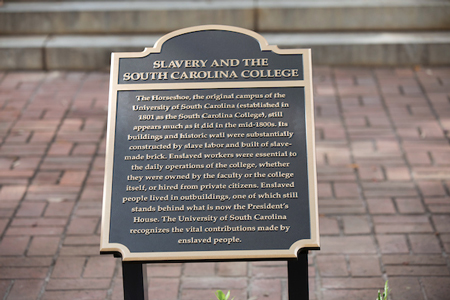 SLAVERY AND THE
SOUTH CAROLINA COLLEGE
The Horseshoe, the original campus of the
University of South Carolina (established in
1801 as the South Carolina College), still
appears much as it did in the mid-1800s. Its
buildings and historic wall were substantially
constructed by slave labor and built of slave-
made brick. Enslaved workers were essential to
the daily operations of the college, whether
they were owned by the faculty or the college
itself, or hired from private citizens. Enslaved
people lived in outbuildings, one of which still
stands behind what is now the President's
House. The University of South Carolina
recognizes the vital contributions made by
enslaved people.